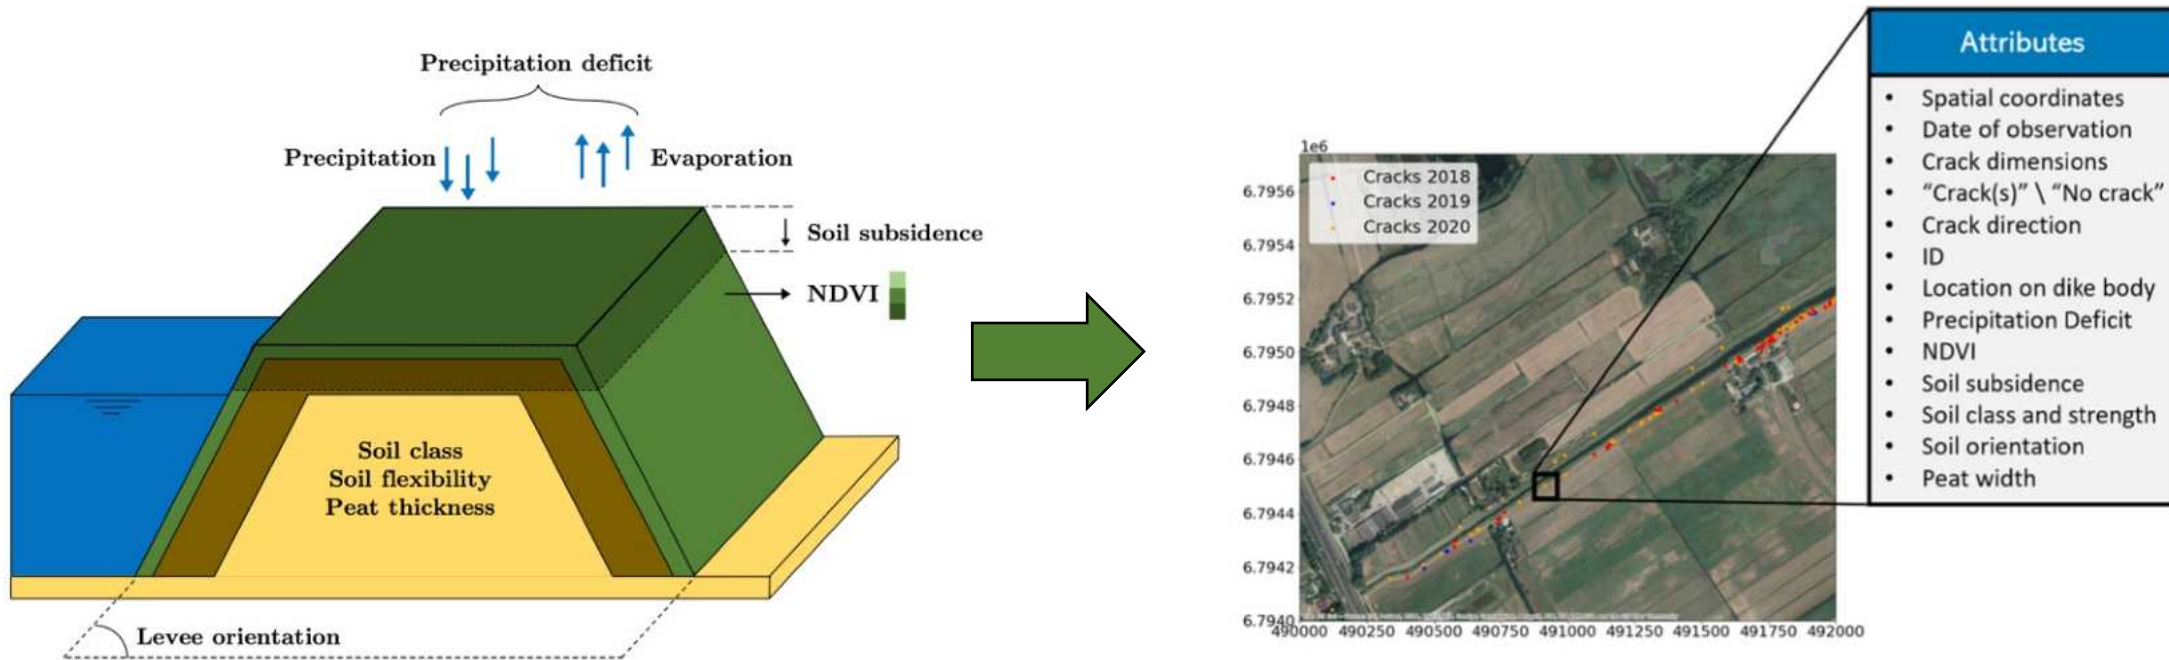 Precipitation deficit
Precipitation
Evaporation
Soil subsidence
NDVI
Soil class
Soil flexibility
Peat thickness
Levee orientation
1e6
Cracks 2018
Cracks 2019
Cracks 2020
6.7956
6.7954
6.7952
6.7950
6.7948
6.7946
6.7944
6.7942
6.7940
490000 490250 490500 490750 491000 491250 491500 491750 492000
Attributes
• Spatial coordinates
• Date of observation
• Crack dimensions
• “Crack(s)” \ “No crack”
• Crack direction
• ID
• Location on dike body
• Precipitation Deficit
• NDVI
• Soil subsidence
• Soil class and strength
• Soil orientation
• Peat width